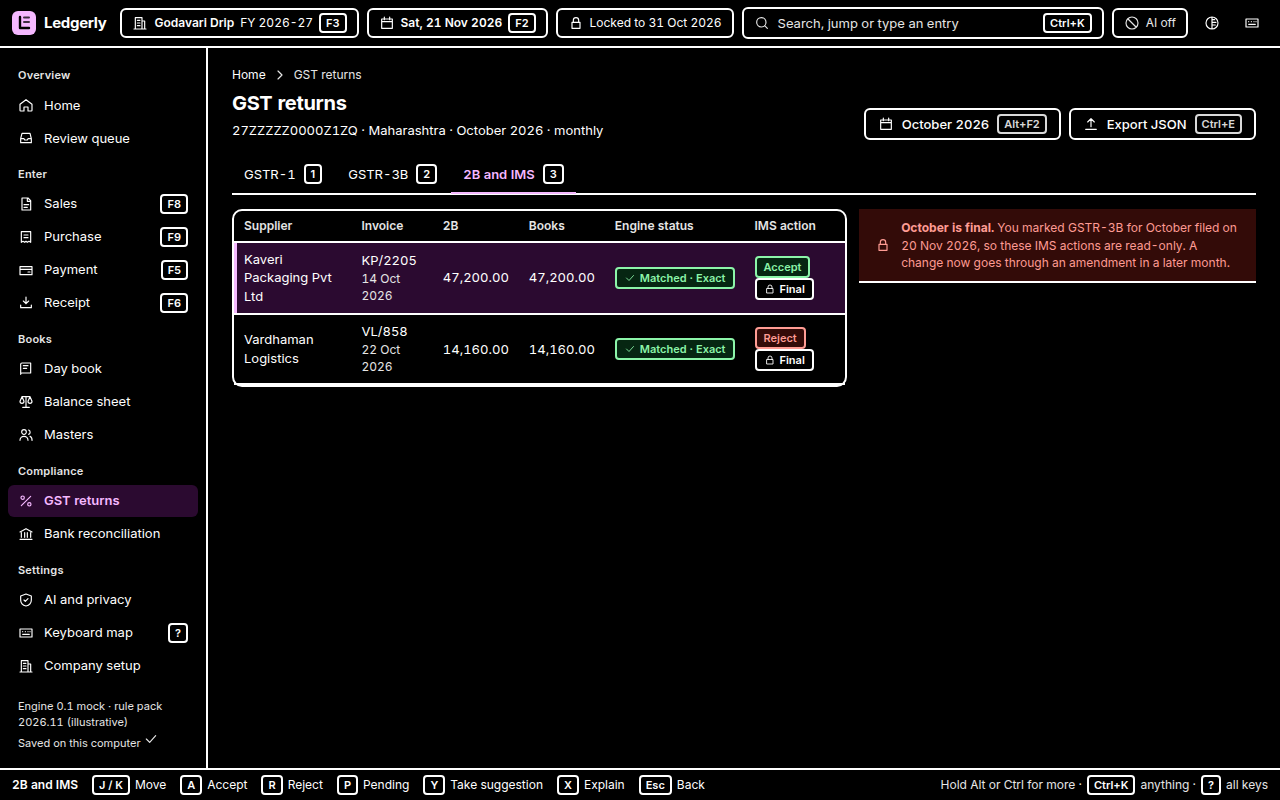 Ledgerly
Godavari Drip FY 2026-27 F3
Sat, 21 Nov 2026 F2
Locked to 31 Oct 2026
Search, jump or type an entry Ctrl+K
AI off
Overview
Home
Review queue
Enter
Sales F8
Purchase F9
Payment F5
Receipt F6
Books
Day book
Balance sheet
Masters
Compliance
GST returns
Bank reconciliation
Settings
AI and privacy
Keyboard map ?
Company setup
Engine 0.1 mock · rule pack
2026.11 (illustrative)
Saved on this computer
Home > GST returns
GST returns
27ZZZZZ0000Z1ZQ · Maharashtra · October 2026 · monthly
October 2026 Alt+F2
Export JSON Ctrl+E
GSTR-1 1 GSTR-3B 2 2B and IMS 3
Supplier Invoice 2B Books Engine status IMS action
Kaveri Packaging Pvt Ltd KP/2205 14 Oct 2026 47,200.00 47,200.00 Matched · Exact Accept Final
Vardhaman Logistics VL/858 22 Oct 2026 14,160.00 14,160.00 Matched · Exact Reject Final
October is final. You marked GSTR-3B for October filed on
20 Nov 2026, so these IMS actions are read-only. A
change now goes through an amendment in a later month.
2B and IMS J / K Move A Accept R Reject P Pending Y Take suggestion X Explain Esc Back
Hold Alt or Ctrl for more · Ctrl+K anything · ? all keys